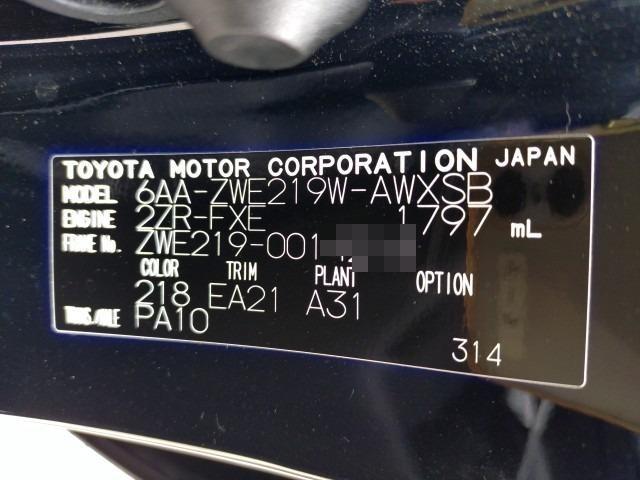 TOYOTA MOTOR CORPORATION JAPAN
MODEL 6AA-ZWE219W-AWXSB
ENGINE 2ZR-FXE 1797 mL
FRAME No. ZWE219-001
COLOR TRIM PLANT OPTION
218 EA21 A31
TRANS./AXLE PA10
314